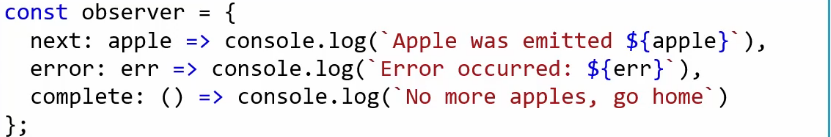 const observer = {
  next: apple => console.log(`Apple was emitted ${apple}`),
  error: err => console.log(`Error occurred: ${err}`),
  complete: () => console.log(`No more apples, go home`)
};